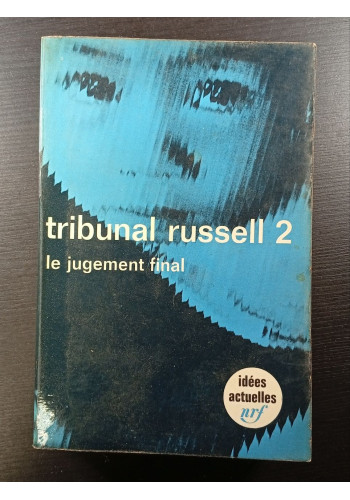 tribunal russell 2
le jugement final
idées
actuelles
nrf